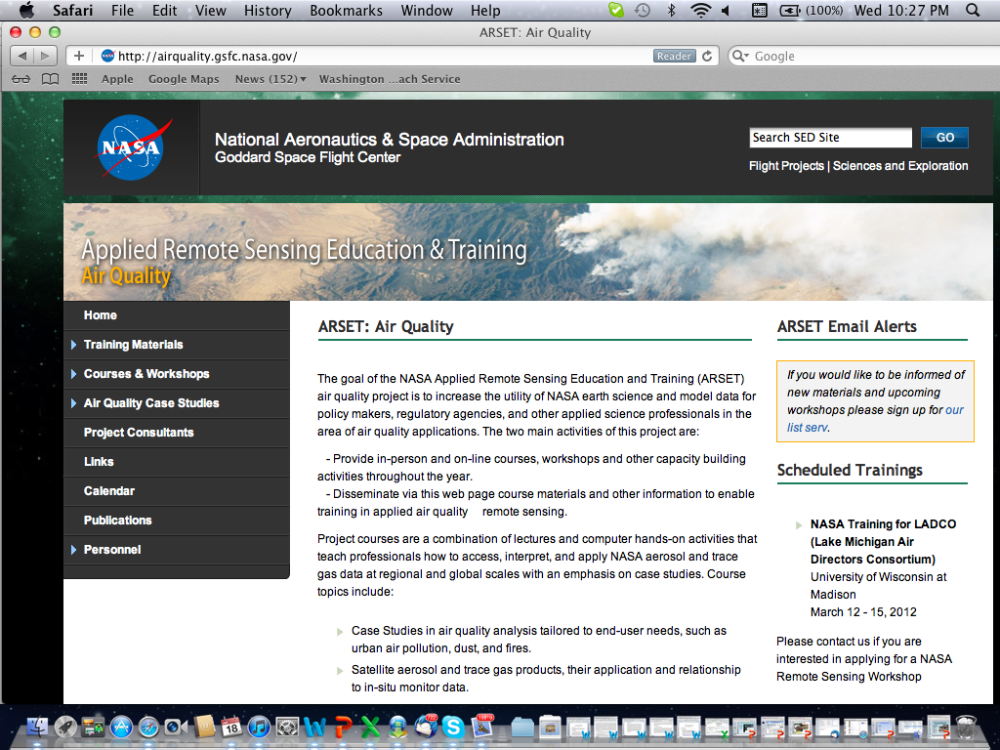 Safari File Edit View History Bookmarks Window Help (100%) Wed 10:27 PM
ARSET: Air Quality
http://airquality.gsfc.nasa.gov/ Reader Google
Apple Google Maps News (152) Washington ...ach Service
NASA
National Aeronautics & Space Administration
Goddard Space Flight Center
Search SED Site GO
Flight Projects | Sciences and Exploration
Applied Remote Sensing Education & Training
Air Quality
Home
Training Materials
Courses & Workshops
Air Quality Case Studies
Project Consultants
Links
Calendar
Publications
Personnel
ARSET: Air Quality
The goal of the NASA Applied Remote Sensing Education and Training (ARSET)
air quality project is to increase the utility of NASA earth science and model data for
policy makers, regulatory agencies, and other applied science professionals in the
area of air quality applications. The two main activities of this project are:
- Provide in-person and on-line courses, workshops and other capacity building
activities throughout the year.
- Disseminate via this web page course materials and other information to enable
training in applied air quality remote sensing.
Project courses are a combination of lectures and computer hands-on activities that
teach professionals how to access, interpret, and apply NASA aerosol and trace
gas data at regional and global scales with an emphasis on case studies. Course
topics include:
Case Studies in air quality analysis tailored to end-user needs, such as
urban air pollution, dust, and fires.
Satellite aerosol and trace gas products, their application and relationship
to in-situ monitor data.
ARSET Email Alerts
If you would like to be informed of
new materials and upcoming
workshops please sign up for our
list serv.
Scheduled Trainings
NASA Training for LADCO
(Lake Michigan Air
Directors Consortium)
University of Wisconsin at
Madison
March 12 - 15, 2012
Please contact us if you are
interested in applying for a NASA
Remote Sensing Workshop
18